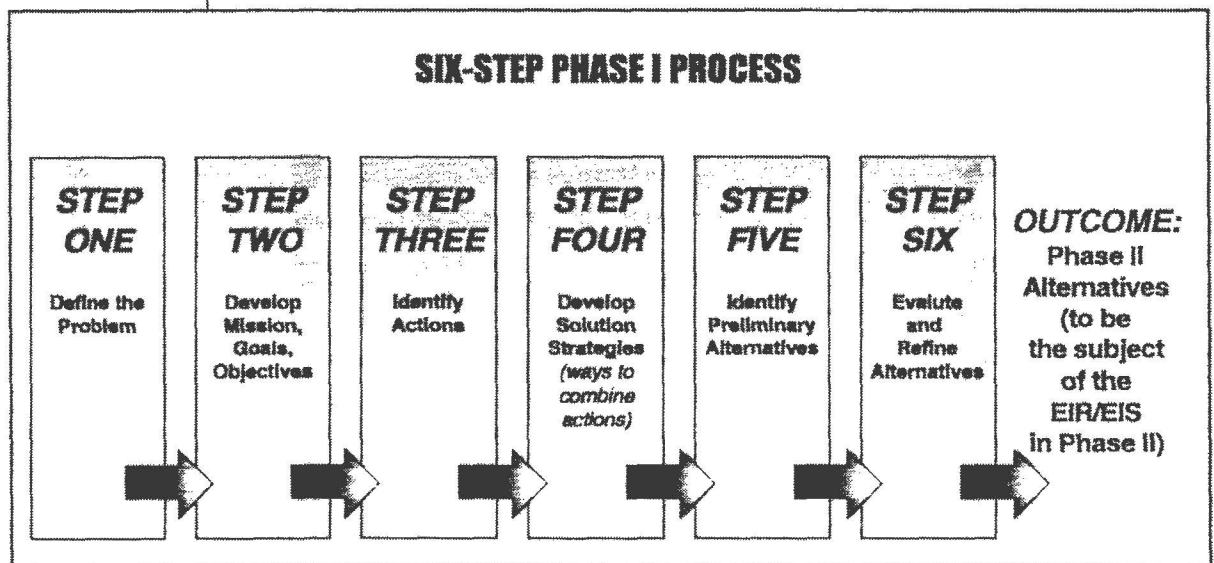 SIX-STEP PHASE I PROCESS
STEP
ONE
Define the
Problem
STEP
TWO
Develop
Mission,
Goals,
Objectives
STEP
THREE
Identify
Actions
STEP
FOUR
Develop
Solution
Strategies
(ways to
combine
actions)
STEP
FIVE
Identify
Preliminary
Alternatives
STEP
SIX
Evalute
and
Refine
Alternatives
OUTCOME:
Phase II
Alternatives
(to be
the subject
of the
EIR/EIS
in Phase II)